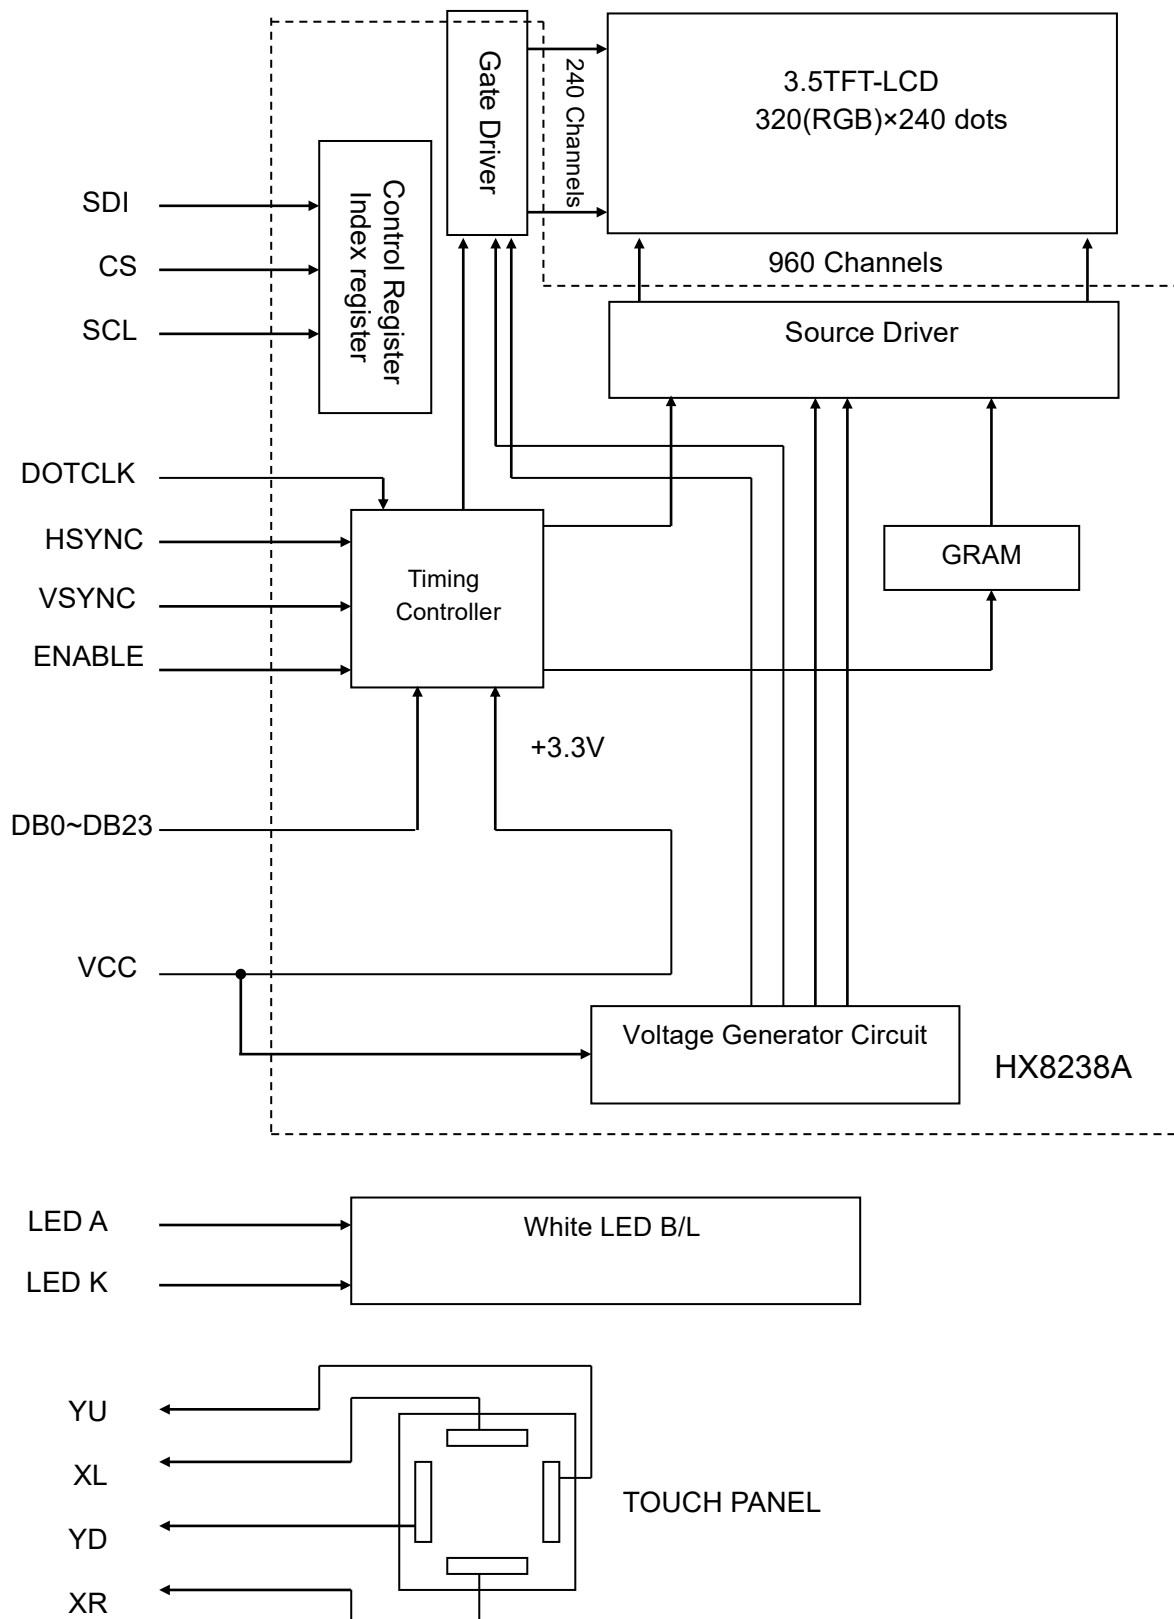 Gate Driver
240 Channels
3.5TFT-LCD
320(RGB)×240 dots
Control Register
Index register
SDI
CS
SCL
960 Channels
Source Driver
DOTCLK
HSYNC
VSYNC
ENABLE
Timing
Controller
GRAM
+3.3V
DB0~DB23
VCC
Voltage Generator Circuit
HX8238A
LED A
LED K
White LED B/L
YU
XL
YD
XR
TOUCH PANEL